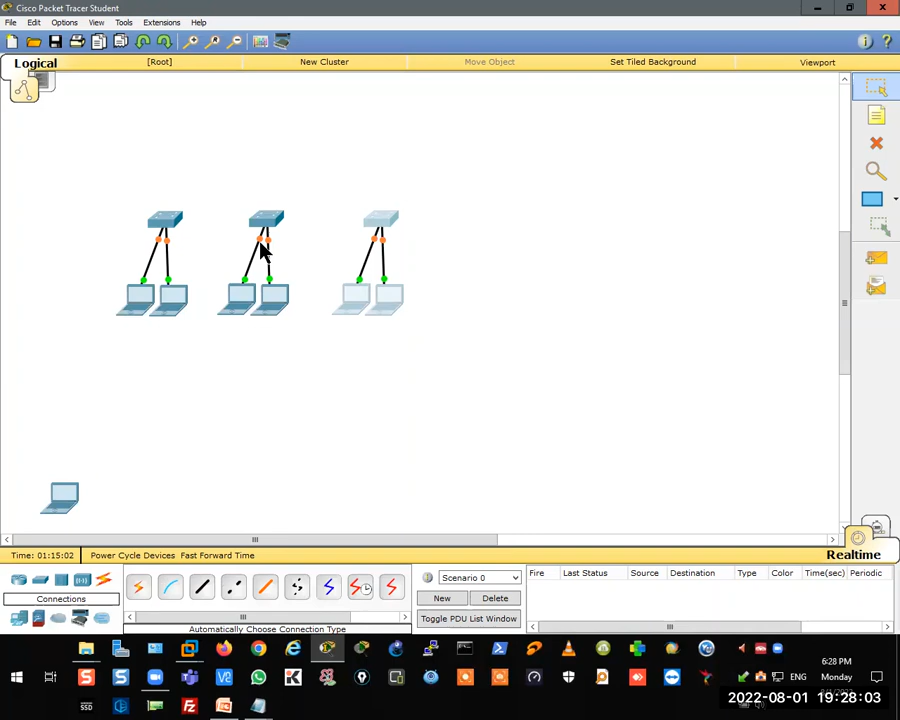 Cisco Packet Tracer Student
File Edit Options View Tools Extensions Help
Logical [Root] New Cluster Move Object Set Tiled Background Viewport
Time: 01:15:02 Power Cycle Devices Fast Forward Time
Realtime
Connections
Automatically Choose Connection Type
Scenario 0
New Delete
Toggle PDU List Window
Fire Last Status Source Destination Type Color Time(sec) Periodic
6:28 PM
ENG Monday
2022-08-01 19:28:03
SSD